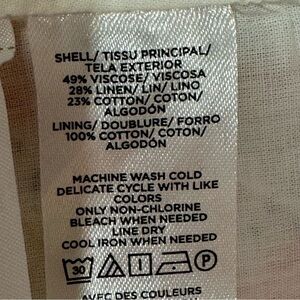 SHELL/ TISSU PRINCIPAL/
TELA EXTERIOR
49% VISCOSE/ VISCOSA
28% LINEN/ LIN/ LINO
23% COTTON/ COTON/
ALGODÓN
LINING/ DOUBLURE/ FORRO
100% COTTON/ COTON/
ALGODÓN
MACHINE WASH COLD
DELICATE CYCLE WITH LIKE
COLORS
ONLY NON-CHLORINE
BLEACH WHEN NEEDED
LINE DRY
COOL IRON WHEN NEEDED
30 P
AVEC DES COULEURS